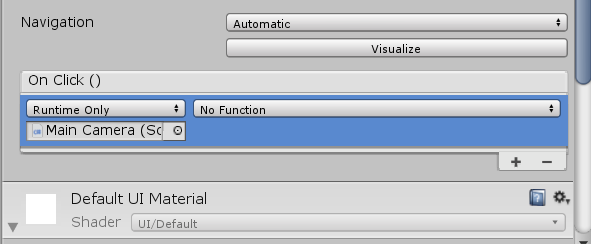 Navigation Automatic
Visualize
On Click ()
Runtime Only No Function
Main Camera (Sc
Default UI Material
Shader UI/Default